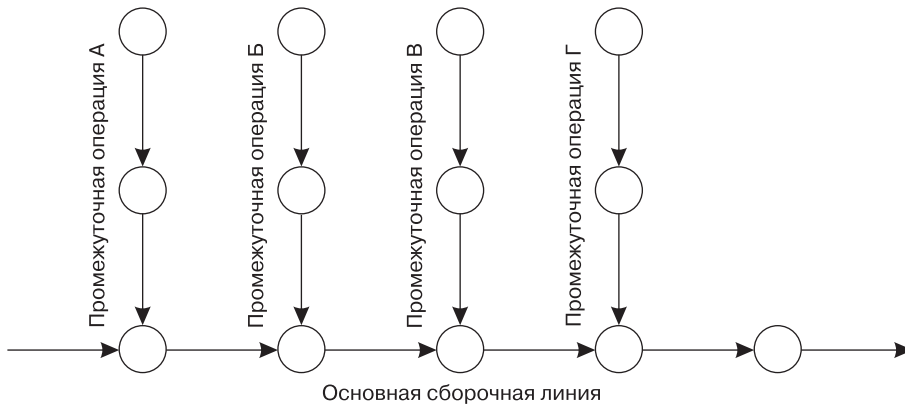 Промежуточная операция А
Промежуточная операция Б
Промежуточная операция В
Промежуточная операция Г
Основная сборочная линия